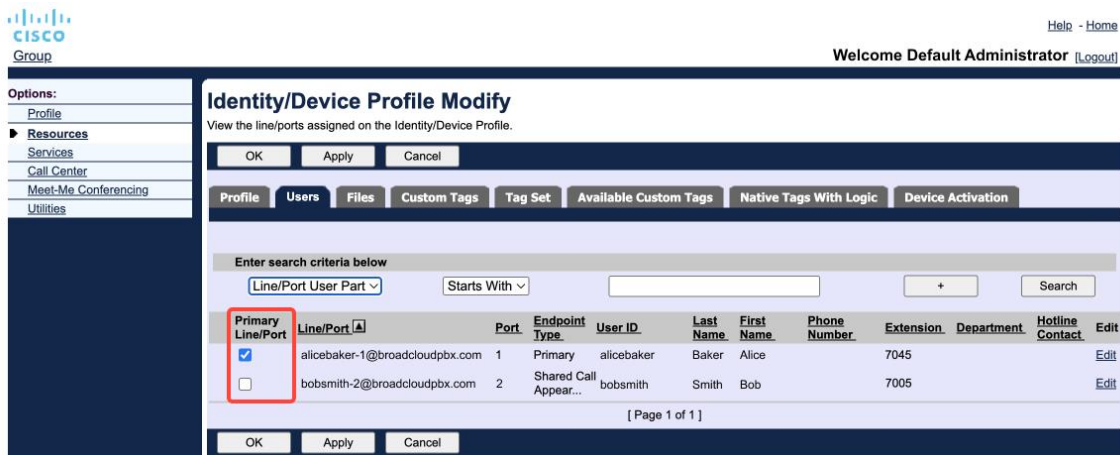 CISCO
Help - Home
Group
Welcome Default Administrator [Logout]
Options:
Profile
Resources
Services
Call Center
Meet-Me Conferencing
Utilities
Identity/Device Profile Modify
View the line/ports assigned on the Identity/Device Profile.
OK Apply Cancel
Profile Users Files Custom Tags Tag Set Available Custom Tags Native Tags With Logic Device Activation
Enter search criteria below
Line/Port User Part Starts With + Search
Primary Line/Port Line/Port Port Endpoint Type User ID Last Name First Name Phone Number Extension Department Hotline Contact Edit
alicebaker-1@broadcloudpbx.com 1 Primary alicebaker Baker Alice 7045 Edit
bobsmith-2@broadcloudpbx.com 2 Shared Call Appear... bobsmith Smith Bob 7005 Edit
[ Page 1 of 1 ]
OK Apply Cancel